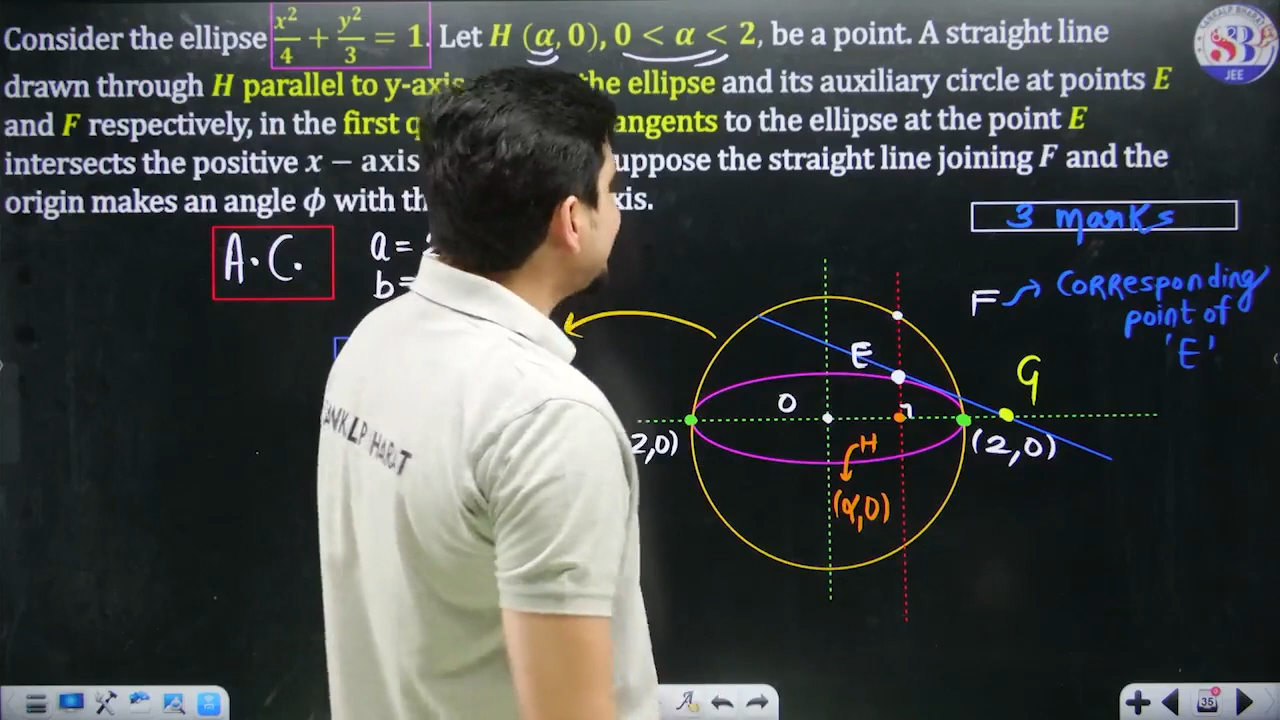 Consider the ellipse x²/4 + y²/3 = 1. Let H (α, 0), 0 < α < 2, be a point. A straight line
drawn through H parallel to y-axis the ellipse and its auxiliary circle at points E
and F respectively, in the first angents to the ellipse at the point E
intersects the positive x − axis uppose the straight line joining F and the
origin makes an angle ϕ with th xis.
SANKALP BHARAT
SB
JEE
3 marks
A.C.
a =
b =
F → Corresponding
point of
'E'
E
G
O
H
2,0)
(2,0)
(α,0)
35